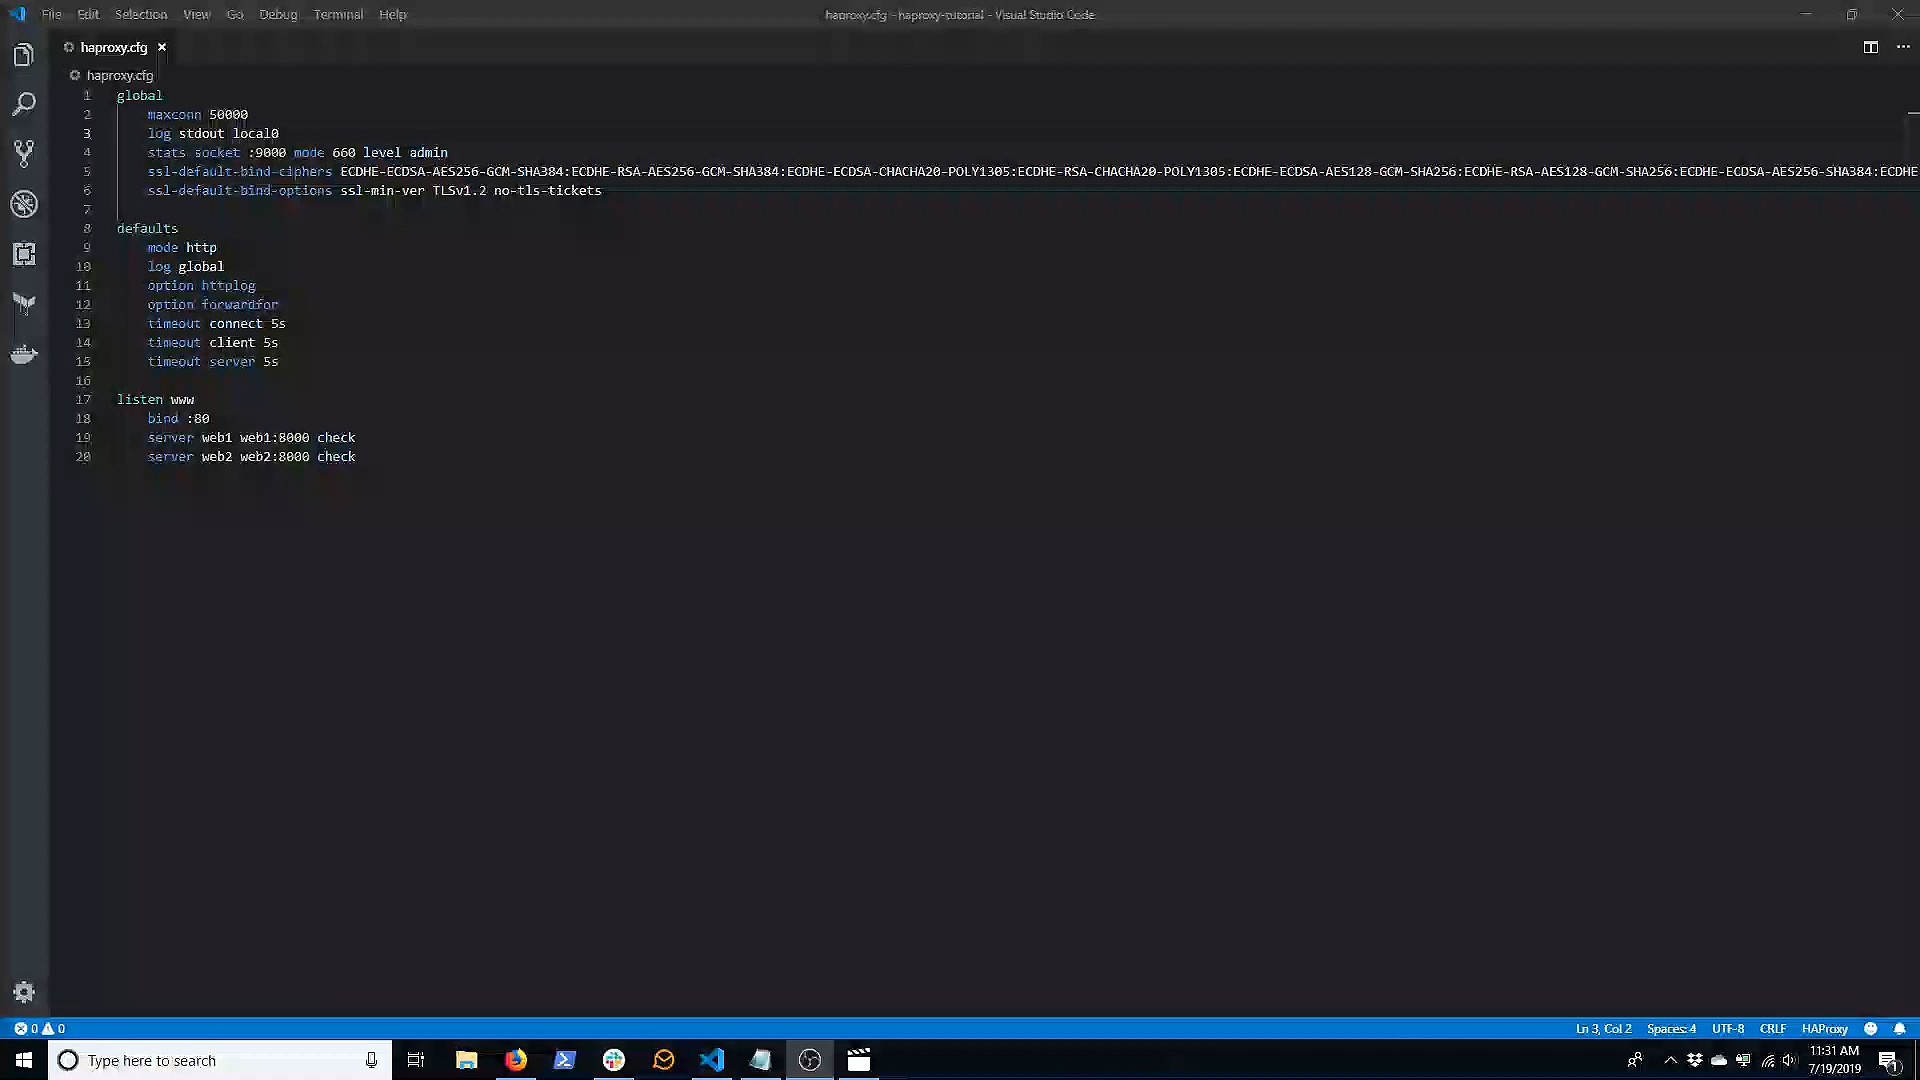 File Edit Selection View Go Debug Terminal Help
haproxy.cfg - haproxy-tutorial - Visual Studio Code
haproxy.cfg ×
haproxy.cfg
1 global
2 maxconn 50000
3 log stdout local0
4 stats socket :9000 mode 660 level admin
5 ssl-default-bind-ciphers ECDHE-ECDSA-AES256-GCM-SHA384:ECDHE-RSA-AES256-GCM-SHA384:ECDHE-ECDSA-CHACHA20-POLY1305:ECDHE-RSA-CHACHA20-POLY1305:ECDHE-ECDSA-AES128-GCM-SHA256:ECDHE-RSA-AES128-GCM-SHA256:ECDHE-ECDSA-AES256-SHA384:ECDHE
6 ssl-default-bind-options ssl-min-ver TLSv1.2 no-tls-tickets
7
8 defaults
9 mode http
10 log global
11 option httplog
12 option forwardfor
13 timeout connect 5s
14 timeout client 5s
15 timeout server 5s
16
17 listen www
18 bind :80
19 server web1 web1:8000 check
20 server web2 web2:8000 check
0 0
Ln 3, Col 2 Spaces: 4 UTF-8 CRLF HAProxy
Type here to search
11:31 AM
7/19/2019
1